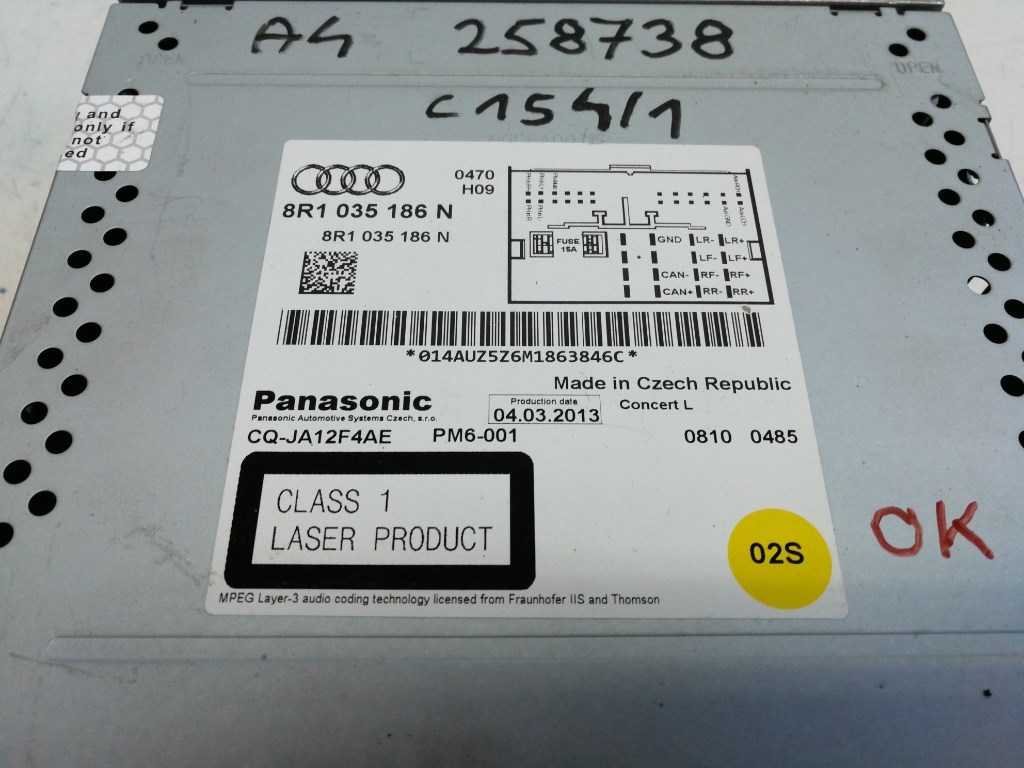 A4 258738
OPEN
C154/1
and
only if
not
ed
0470
H09
8R1 035 186 N
8R1 035 186 N
FUSE
15A
+
GND LR- LR+
LF- LF+
CAN- RF- RF+
CAN+ RR- RR+
*014AUZ5Z6M1863846C*
Made in Czech Republic
Panasonic
Panasonic Automotive Systems Czech, s.r.o.
Production date
04.03.2013
Concert L
CQ-JA12F4AE PM6-001 0810 0485
CLASS 1
LASER PRODUCT
OK
02S
MPEG Layer-3 audio coding technology licensed from Fraunhofer IIS and Thomson